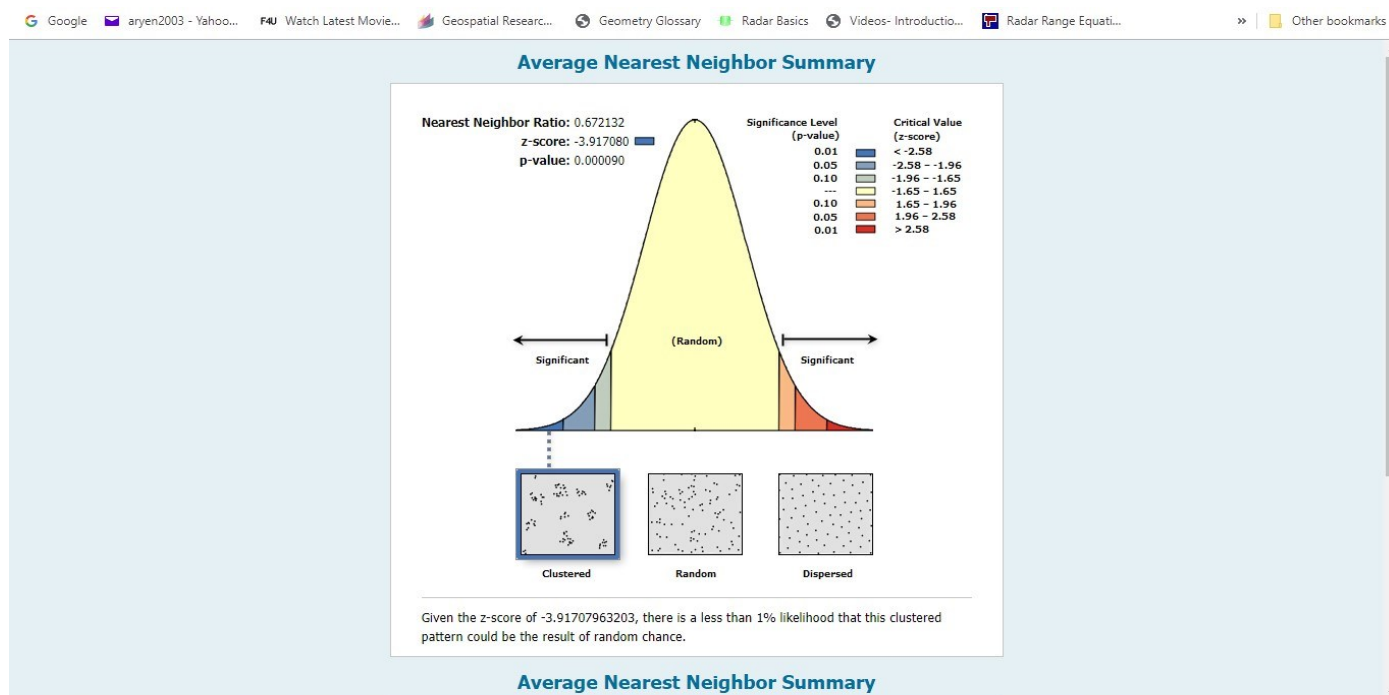 Google aryen2003 - Yahoo... F4U Watch Latest Movie... Geospatial Researc... Geometry Glossary Radar Basics Videos- Introductio... Radar Range Equati... » Other bookmarks
Average Nearest Neighbor Summary
Nearest Neighbor Ratio: 0.672132
z-score: -3.917080
p-value: 0.000090
Significance Level (p-value) Critical Value (z-score)
0.01 < -2.58
0.05 -2.58 – -1.96
0.10 -1.96 – -1.65
--- -1.65 – 1.65
0.10 1.65 – 1.96
0.05 1.96 – 2.58
0.01 > 2.58
(Random)
Significant Significant
Clustered Random Dispersed
Given the z-score of -3.91707963203, there is a less than 1% likelihood that this clustered
pattern could be the result of random chance.
Average Nearest Neighbor Summary